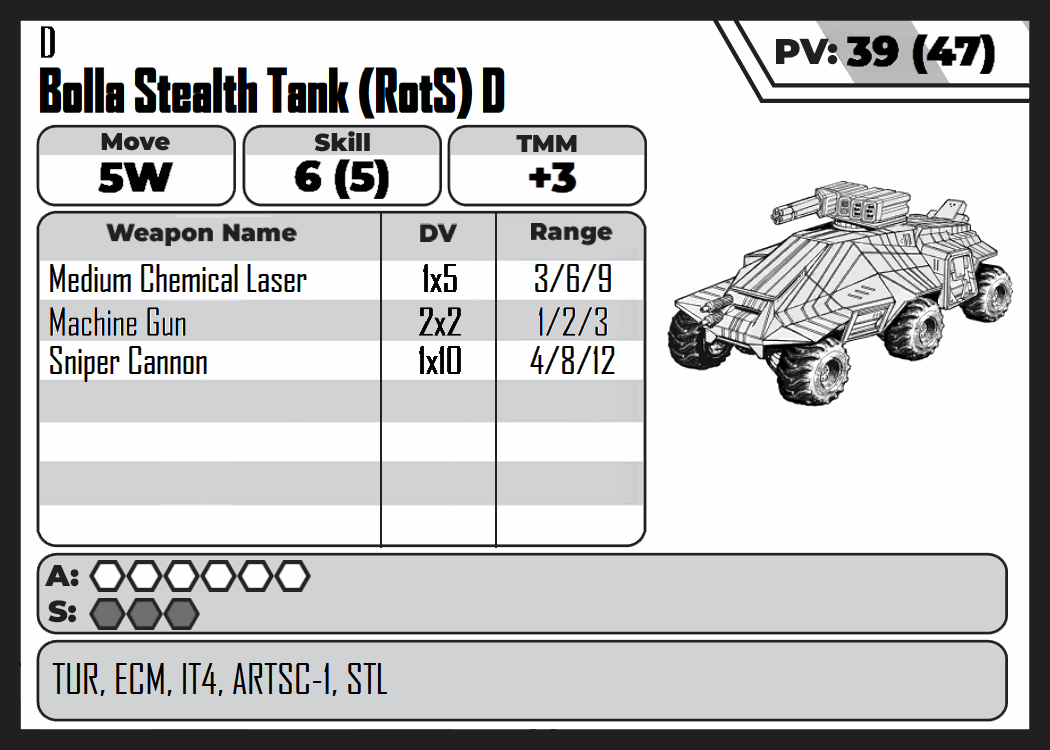 D
Bolla Stealth Tank (RotS) D
PV: 39 (47)
Move Skill TMM
5W 6 (5) +3
Weapon Name DV Range
Medium Chemical Laser 1x5 3/6/9
Machine Gun 2x2 1/2/3
Sniper Cannon 1x10 4/8/12
A:
S:
TUR, ECM, IT4, ARTSC-1, STL